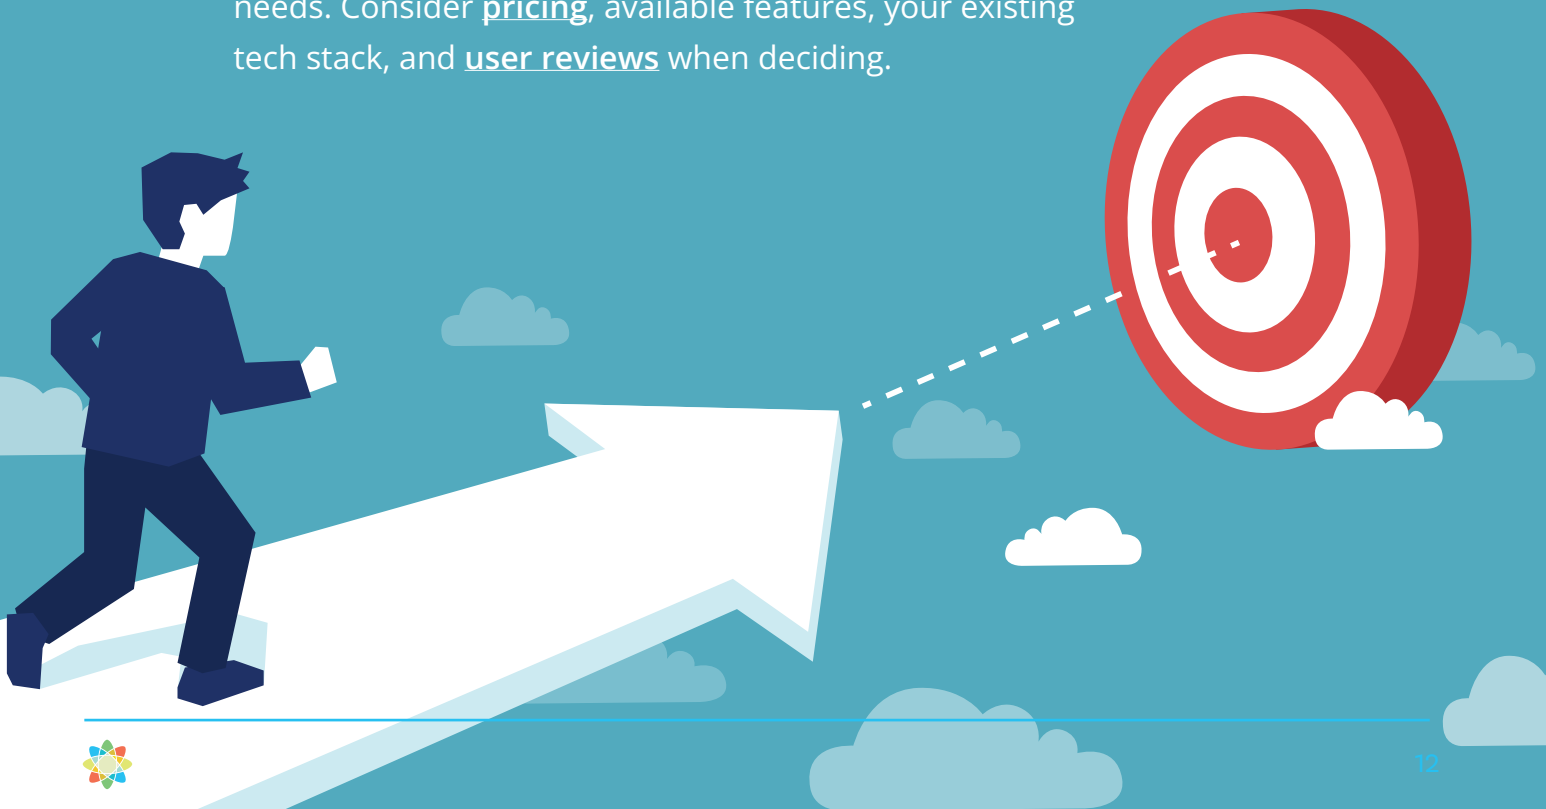 needs. Consider pricing, available features, your existing
tech stack, and user reviews when deciding.
12